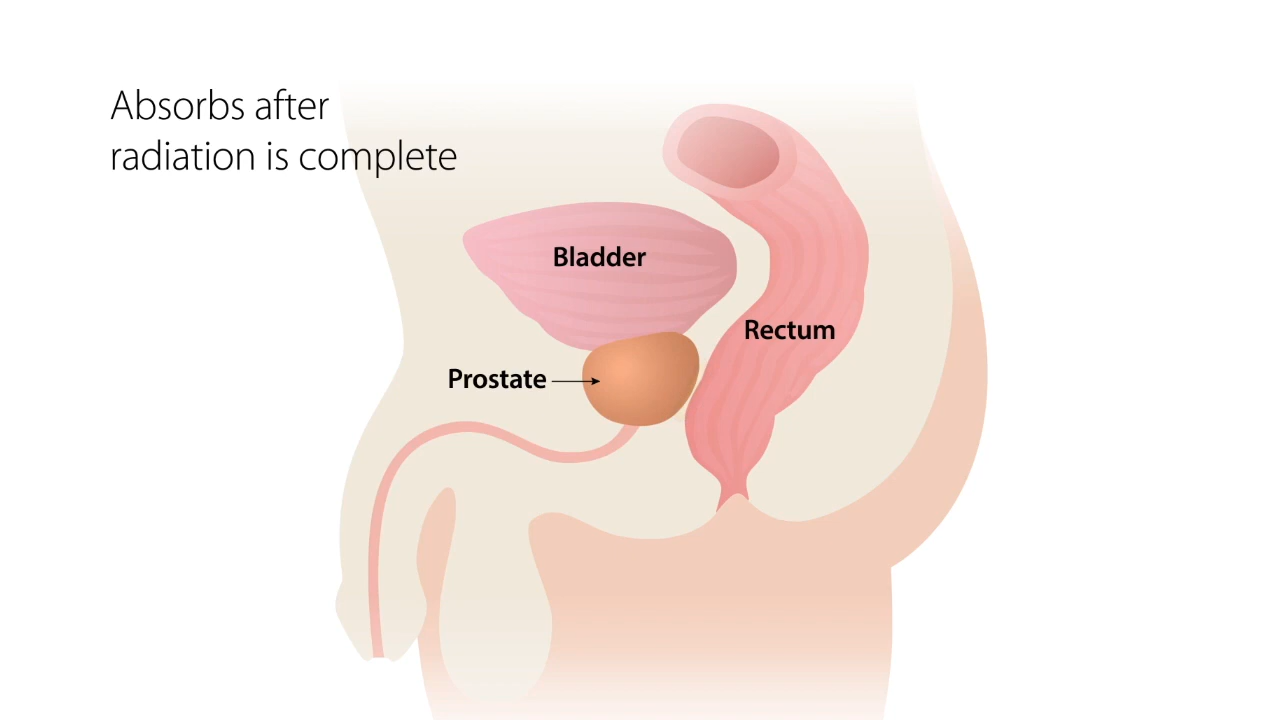 Absorbs after
radiation is complete
Bladder
Rectum
Prostate